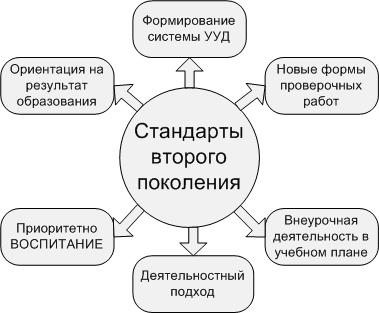 Формирование
системы УУД
Ориентация на
результат
образования
Новые формы
проверочных
работ
Стандарты
второго
поколения
Приоритетно
ВОСПИТАНИЕ
Внеурочная
деятельность в
учебном плане
Деятельностный
подход